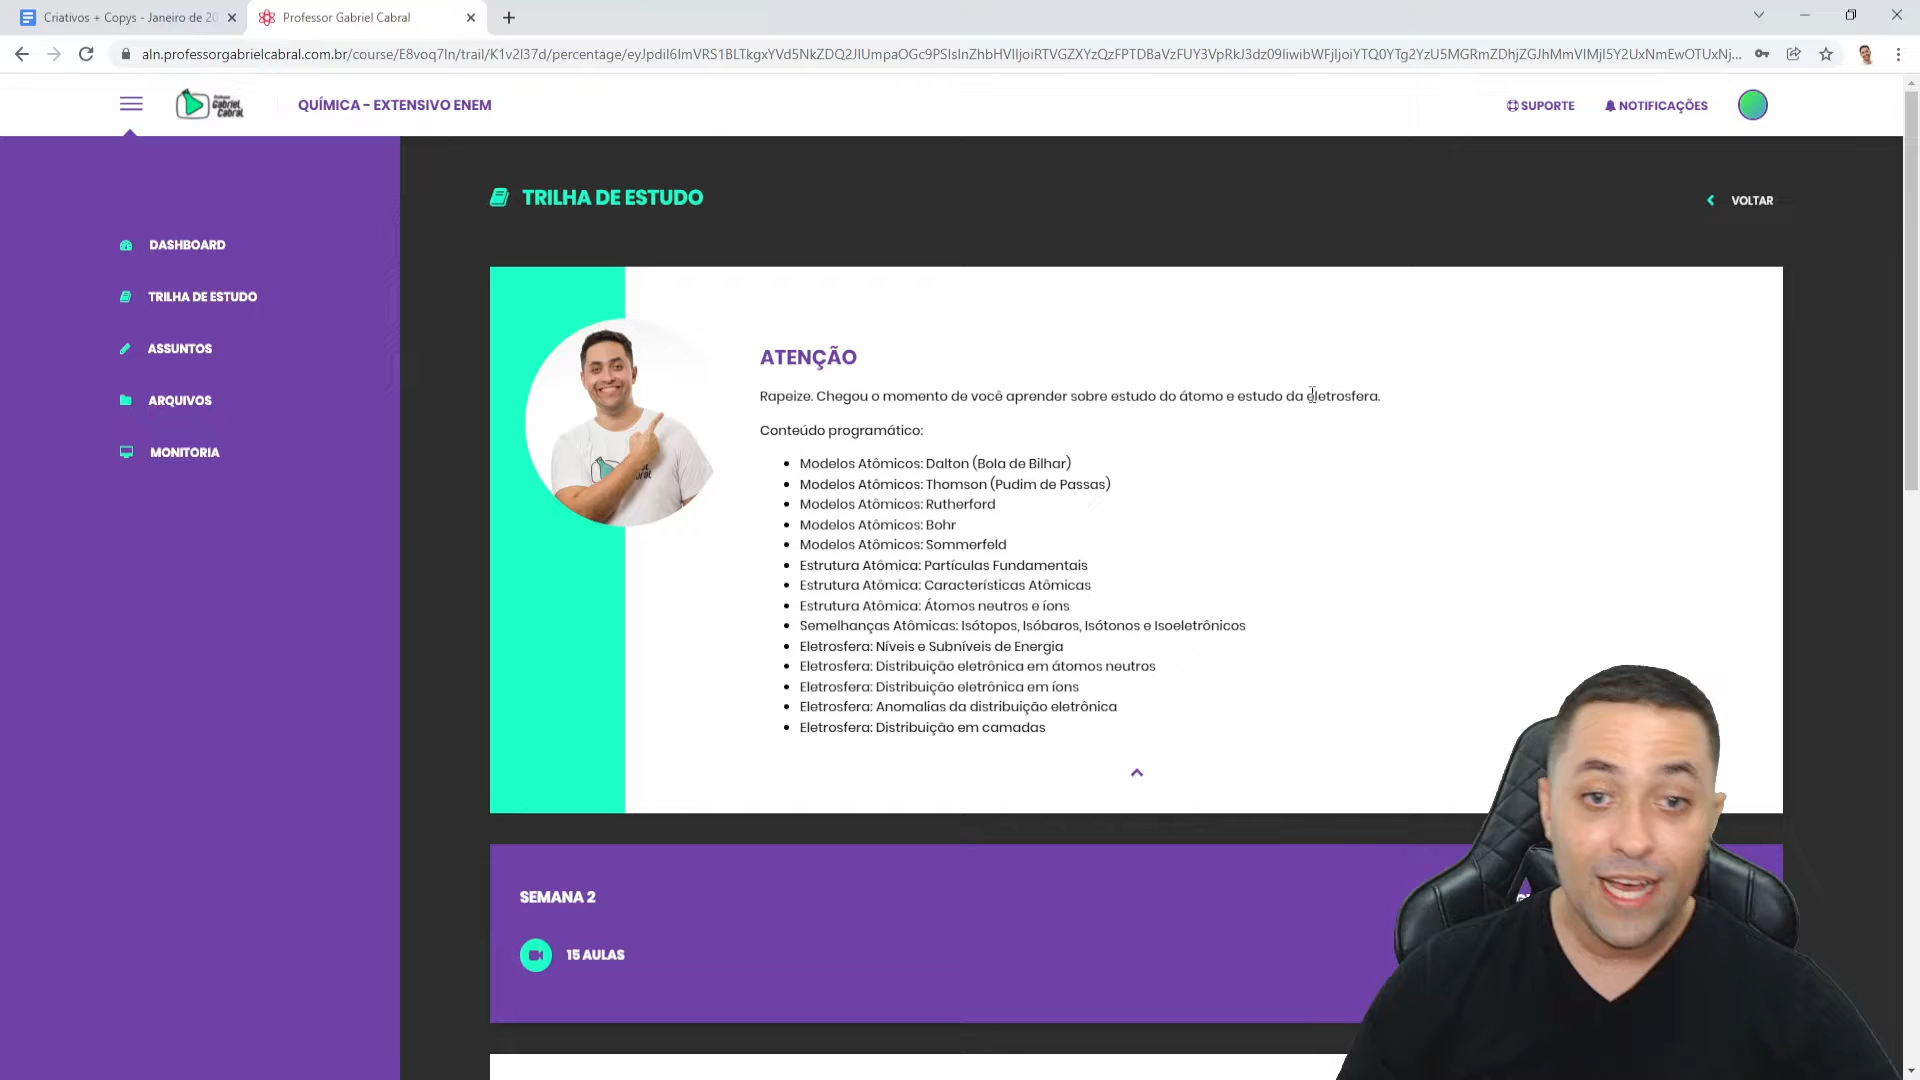 Criativos + Copys - Janeiro de 20
Professor Gabriel Cabral
aln.professorgabrielcabral.com.br/course/E8voq7ln/trail/K1v2l37d/percentage/eyJpdiI6ImVRS1BLTkgxYVd5NkZDQ2JIUmpaOGc9PSIsInZhbHVlIjoiRTVGZXYzQzFPTDBaVzFUY3VpRkJ3dz09IiwibWFjIjoiYTQ0YTg2YzU5MGRmZDhjZGJhMmVlMjI5Y2UxNmEwOTUxNj...
Gabriel Cabral
QUÍMICA - EXTENSIVO ENEM
SUPORTE
NOTIFICAÇÕES
TRILHA DE ESTUDO
VOLTAR
DASHBOARD
TRILHA DE ESTUDO
ASSUNTOS
ARQUIVOS
MONITORIA
ATENÇÃO
Rapeize. Chegou o momento de você aprender sobre estudo do átomo e estudo da eletrosfera.
Conteúdo programático:
Modelos Atômicos: Dalton (Bola de Bilhar)
Modelos Atômicos: Thomson (Pudim de Passas)
Modelos Atômicos: Rutherford
Modelos Atômicos: Bohr
Modelos Atômicos: Sommerfeld
Estrutura Atômica: Partículas Fundamentais
Estrutura Atômica: Características Atômicas
Estrutura Atômica: Átomos neutros e íons
Semelhanças Atômicas: Isótopos, Isóbaros, Isótonos e Isoeletrônicos
Eletrosfera: Níveis e Subníveis de Energia
Eletrosfera: Distribuição eletrônica em átomos neutros
Eletrosfera: Distribuição eletrônica em íons
Eletrosfera: Anomalias da distribuição eletrônica
Eletrosfera: Distribuição em camadas
SEMANA 2
15 AULAS